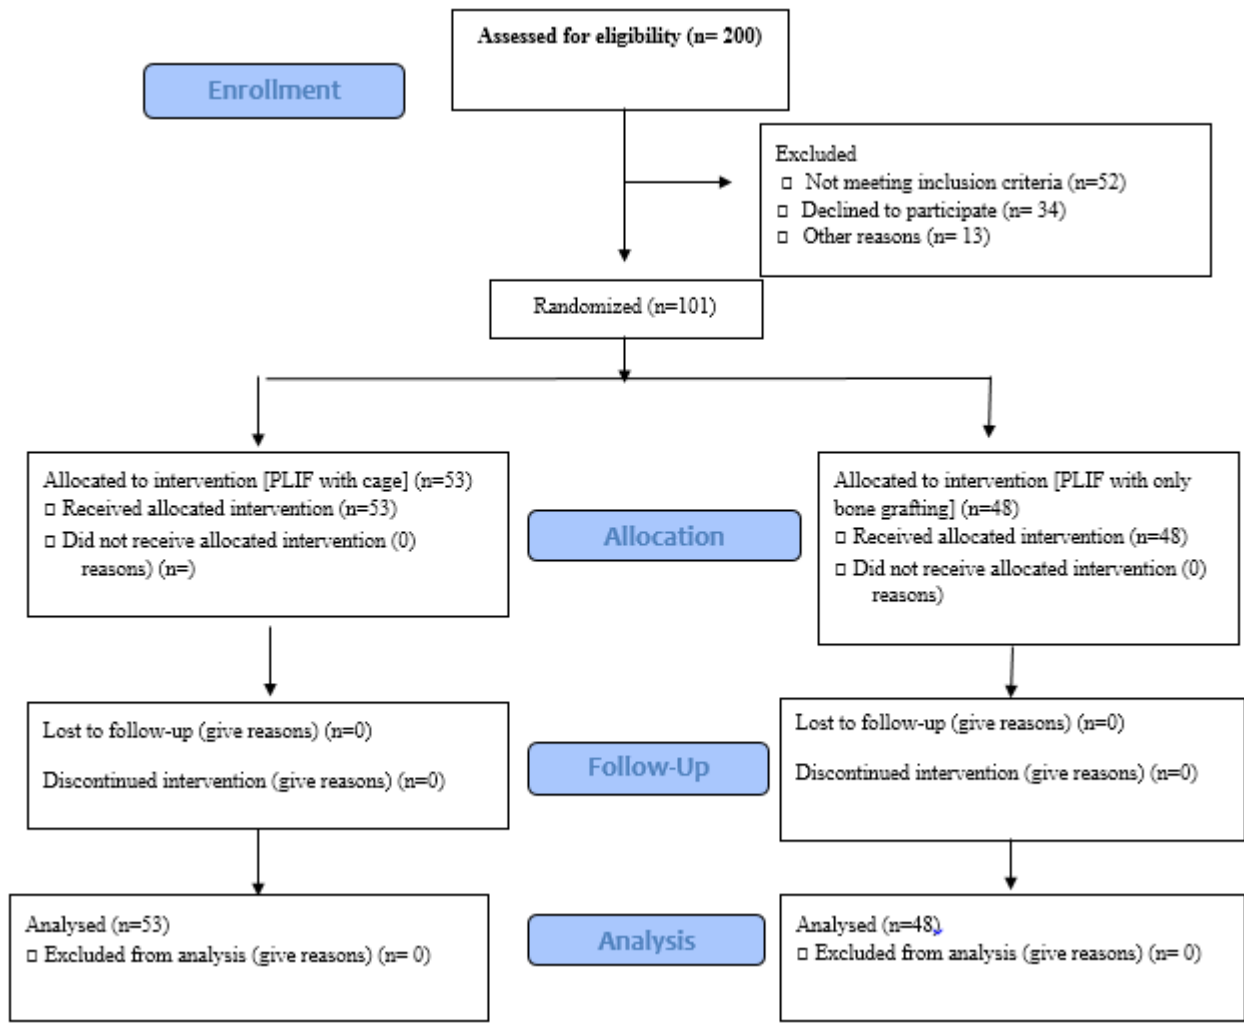 Assessed for eligibility (n= 200)
Enrollment
Excluded
□ Not meeting inclusion criteria (n=52)
□ Declined to participate (n= 34)
□ Other reasons (n= 13)
Randomized (n=101)
Allocated to intervention [PLIF with cage] (n=53)
□ Received allocated intervention (n=53)
□ Did not receive allocated intervention (0)
reasons) (n=)
Allocation
Allocated to intervention [PLIF with only
bone grafting] (n=48)
□ Received allocated intervention (n=48)
□ Did not receive allocated intervention (0)
reasons)
Lost to follow-up (give reasons) (n=0)
Discontinued intervention (give reasons) (n=0)
Follow-Up
Lost to follow-up (give reasons) (n=0)
Discontinued intervention (give reasons) (n=0)
Analysed (n=53)
□ Excluded from analysis (give reasons) (n= 0)
Analysis
Analysed (n=48)
□ Excluded from analysis (give reasons) (n= 0)